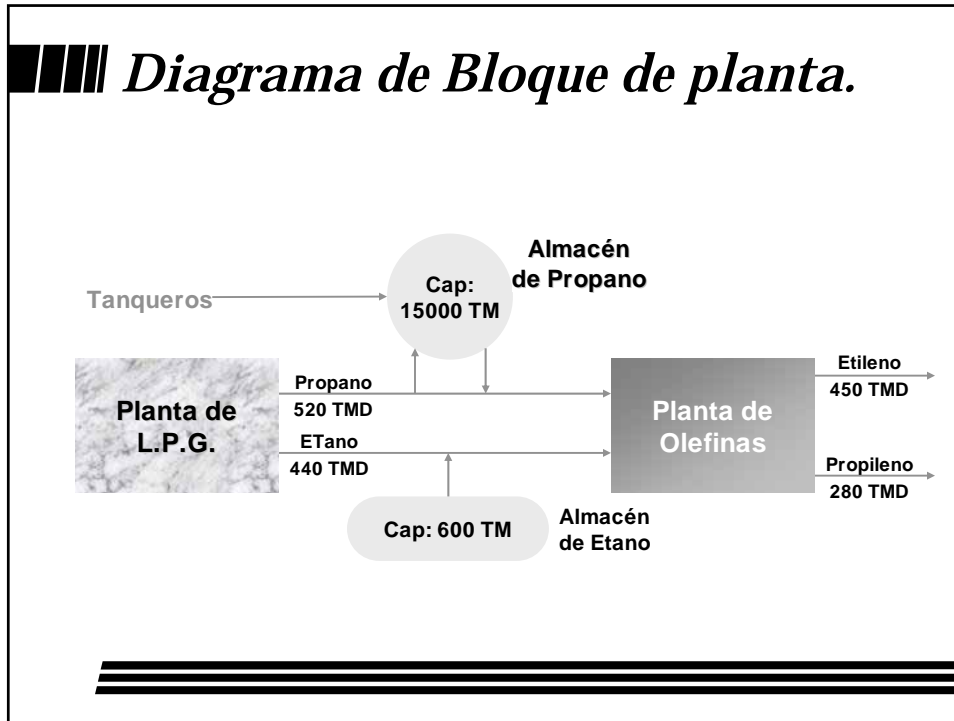 Diagrama de Bloque de planta.
Almacén
de Propano
Cap:
15000 TM
Tanqueros
Planta de
L.P.G.
Propano
520 TMD
ETano
440 TMD
Planta de
Olefinas
Etileno
450 TMD
Propileno
280 TMD
Cap: 600 TM
Almacén
de Etano